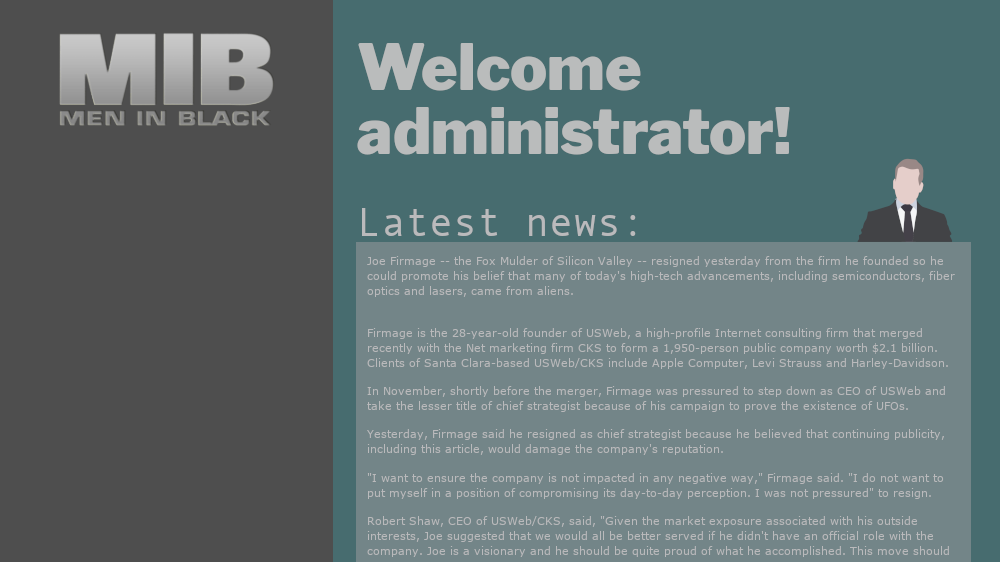 MIB
MEN IN BLACK
Welcome
administrator!
Latest news:
Joe Firmage -- the Fox Mulder of Silicon Valley -- resigned yesterday from the firm he founded so he
could promote his belief that many of today's high-tech advancements, including semiconductors, fiber
optics and lasers, came from aliens.
Firmage is the 28-year-old founder of USWeb, a high-profile Internet consulting firm that merged
recently with the Net marketing firm CKS to form a 1,950-person public company worth $2.1 billion.
Clients of Santa Clara-based USWeb/CKS include Apple Computer, Levi Strauss and Harley-Davidson.
In November, shortly before the merger, Firmage was pressured to step down as CEO of USWeb and
take the lesser title of chief strategist because of his campaign to prove the existence of UFOs.
Yesterday, Firmage said he resigned as chief strategist because he believed that continuing publicity,
including this article, would damage the company's reputation.
"I want to ensure the company is not impacted in any negative way," Firmage said. "I do not want to
put myself in a position of compromising its day-to-day perception. I was not pressured" to resign.
Robert Shaw, CEO of USWeb/CKS, said, "Given the market exposure associated with his outside
interests, Joe suggested that we would all be better served if he didn't have an official role with the
company. Joe is a visionary and he should be quite proud of what he accomplished. This move should